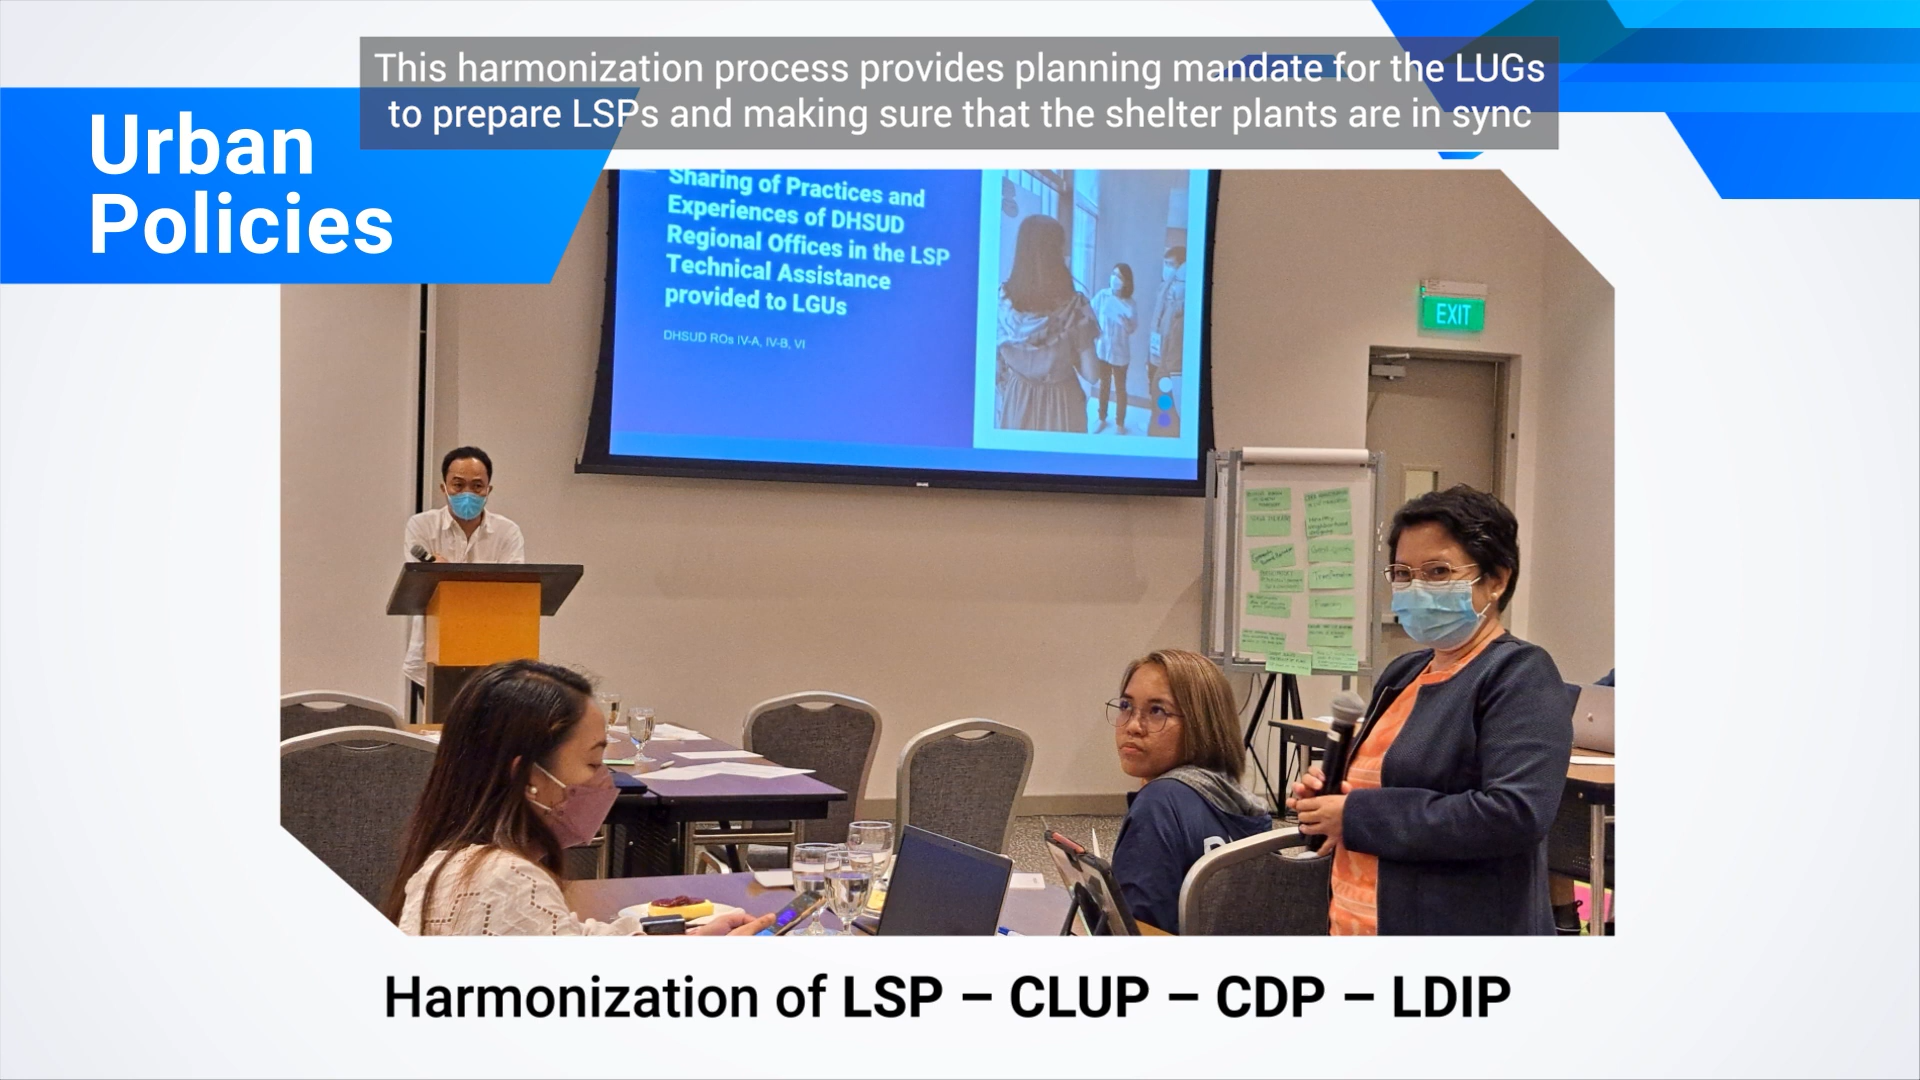 This harmonization process provides planning mandate for the LUGs
to prepare LSPs and making sure that the shelter plants are in sync
Urban
Policies
Sharing of Practices and
Experiences of DHSUD
Regional Offices in the LSP
Technical Assistance
provided to LGUs
DHSUD ROs IV-A, IV-B, VI
EXIT
Harmonization of LSP – CLUP – CDP – LDIP